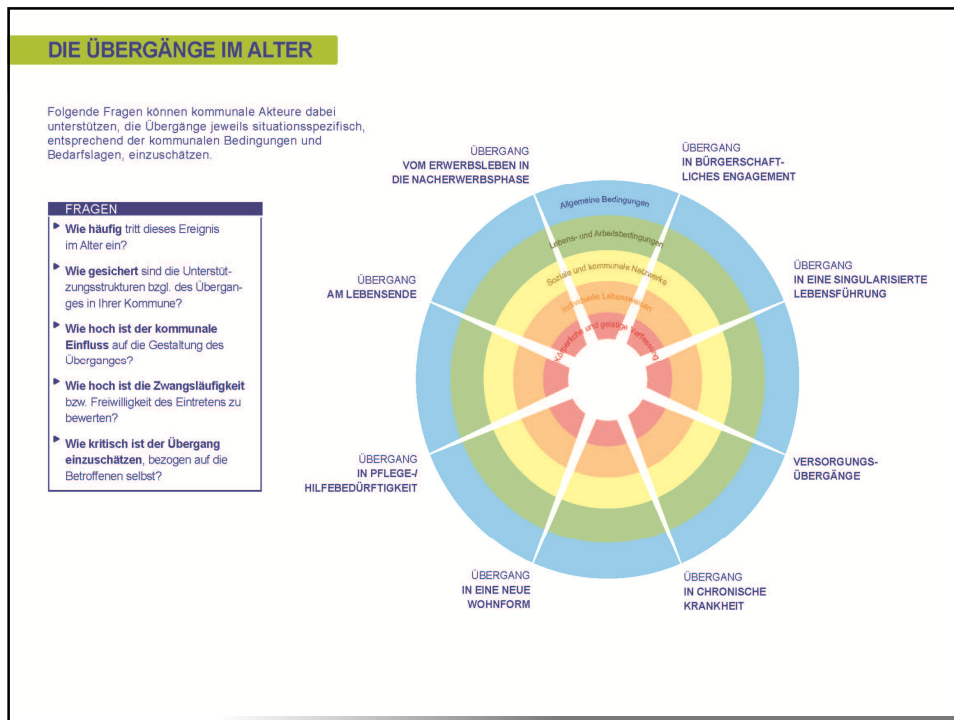 DIE ÜBERGÄNGE IM ALTER
Folgende Fragen können kommunale Akteure dabei
unterstützen, die Übergänge jeweils situationsspezifisch,
entsprechend der kommunalen Bedingungen und
Bedarfslagen, einzuschätzen.
FRAGEN
Wie häufig tritt dieses Ereignis
im Alter ein?
Wie gesichert sind die Unterstüt-
zungsstrukturen bzgl. des Übergan-
ges in Ihrer Kommune?
Wie hoch ist der kommunale
Einfluss auf die Gestaltung des
Überganges?
Wie hoch ist die Zwangsläufigkeit
bzw. Freiwilligkeit des Eintretens zu
bewerten?
Wie kritisch ist der Übergang
einzuschätzen, bezogen auf die
Betroffenen selbst?
ÜBERGANG
VOM ERWERBSLEBEN IN
DIE NACHERWERBSPHASE
ÜBERGANG
IN BÜRGERSCHAFT-
LICHES ENGAGEMENT
ÜBERGANG
IN EINE SINGULARISIERTE
LEBENSFÜHRUNG
VERSORGUNGS-
ÜBERGÄNGE
ÜBERGANG
IN CHRONISCHE
KRANKHEIT
ÜBERGANG
IN EINE NEUE
WOHNFORM
ÜBERGANG
IN PFLEGE-/
HILFEBEDÜRFTIGKEIT
ÜBERGANG
AM LEBENSENDE
Allgemeine Bedingungen
Lebens- und Arbeitsbedingungen
Soziale und kommunale Netzwerke
Individuelle Lebensweisen
Körperliche und geistige Verfassung